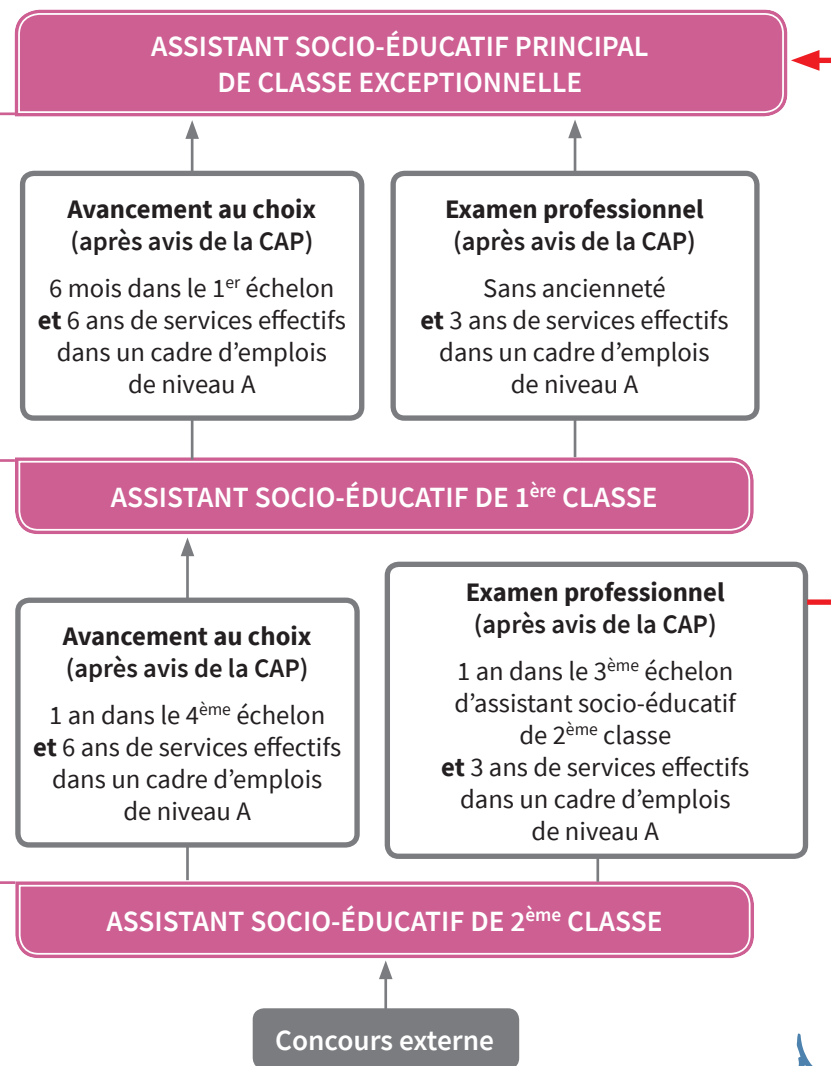 ASSISTANT SOCIO-ÉDUCATIF PRINCIPAL
DE CLASSE EXCEPTIONNELLE
Avancement au choix
(après avis de la CAP)
6 mois dans le 1er échelon
et 6 ans de services effectifs
dans un cadre d'emplois
de niveau A
Examen professionnel
(après avis de la CAP)
Sans ancienneté
et 3 ans de services effectifs
dans un cadre d'emplois
de niveau A
ASSISTANT SOCIO-ÉDUCATIF DE 1ère CLASSE
Avancement au choix
(après avis de la CAP)
1 an dans le 4ème échelon
et 6 ans de services effectifs
dans un cadre d'emplois
de niveau A
Examen professionnel
(après avis de la CAP)
1 an dans le 3ème échelon
d'assistant socio-éducatif
de 2ème classe
et 3 ans de services effectifs
dans un cadre d'emplois
de niveau A
ASSISTANT SOCIO-ÉDUCATIF DE 2ème CLASSE
Concours externe